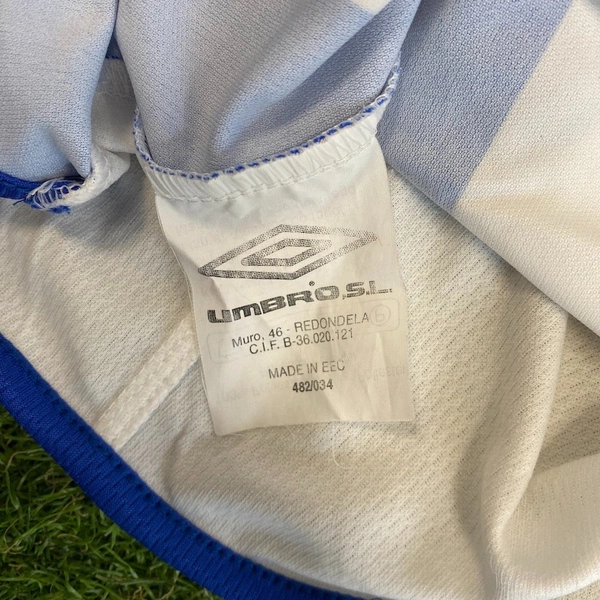 UMBRO, S.L.
Muro, 46 - REDONDELA
C.I.F. B-36.020.121
MADE IN EEC
482/034